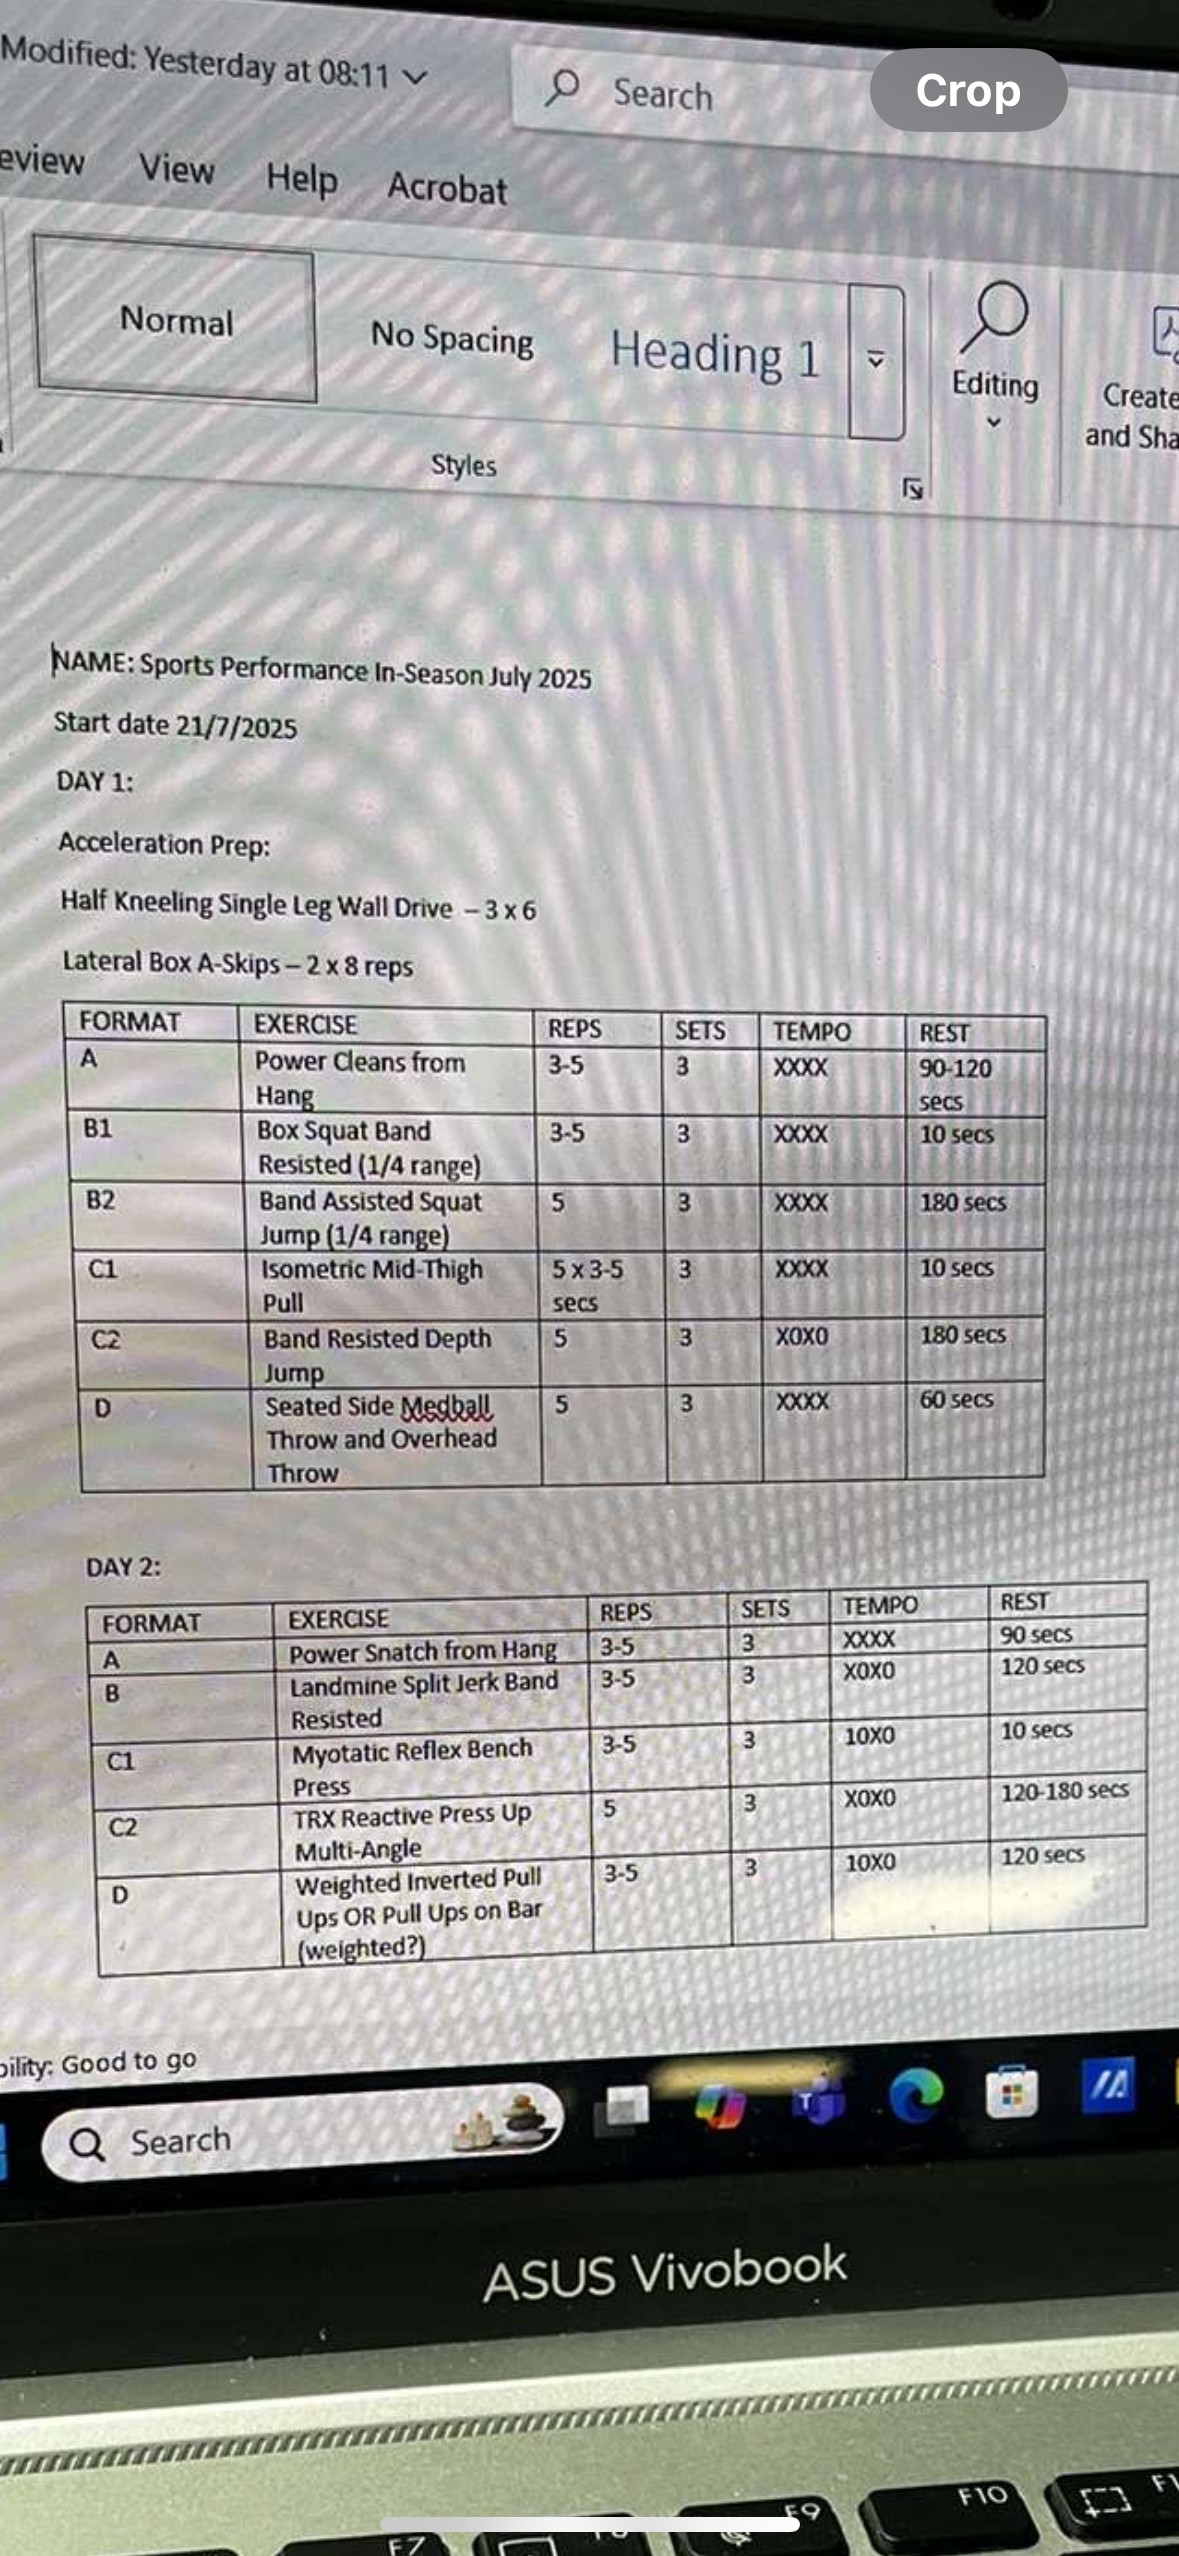 Modified: Yesterday at 08:11
Search
Crop
eview View Help Acrobat
Normal
No Spacing
Heading 1
Editing
Create
and Sha
Styles
NAME: Sports Performance In-Season July 2025
Start date 21/7/2025
DAY 1:
Acceleration Prep:
Half Kneeling Single Leg Wall Drive – 3 x 6
Lateral Box A-Skips – 2 x 8 reps
FORMAT EXERCISE REPS SETS TEMPO REST
A Power Cleans from 3-5 3 XXXX 90-120
Hang secs
B1 Box Squat Band 3-5 3 XXXX 10 secs
Resisted (1/4 range)
B2 Band Assisted Squat 5 3 XXXX 180 secs
Jump (1/4 range)
C1 Isometric Mid-Thigh 5 x 3-5 3 XXXX 10 secs
Pull secs
C2 Band Resisted Depth 5 3 X0X0 180 secs
Jump
D Seated Side Medball 5 3 XXXX 60 secs
Throw and Overhead
Throw
DAY 2:
FORMAT EXERCISE REPS SETS TEMPO REST
A Power Snatch from Hang 3-5 3 XXXX 90 secs
B Landmine Split Jerk Band 3-5 3 X0X0 120 secs
Resisted
C1 Myotatic Reflex Bench 3-5 3 10X0 10 secs
Press
C2 TRX Reactive Press Up 5 3 X0X0 120-180 secs
Multi-Angle
D Weighted Inverted Pull 3-5 3 10X0 120 secs
Ups OR Pull Ups on Bar
(weighted?)
bility: Good to go
Search
ASUS Vivobook
F7 F9 F10